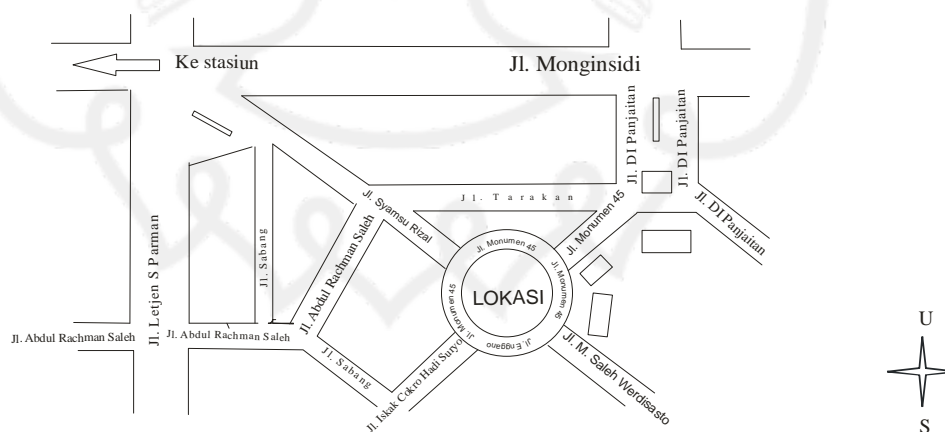 Ke stasiun
Jl. Monginsidi
Jl. DI Panjaitan
Jl. DI Panjaitan
Jl. DI Panjaitan
Jl. Tarakan
Jl. Syamsu Rizal
Jl. Monumen 45
Jl. Abdul Rachman Saleh
Jl. Letjen S Parman
Jl. Sabang
Jl. Monumen 45
Jl. Monumen 45
Jl. Monumen 45
LOKASI
Jl. Enggano
Jl. Abdul Rachman Saleh
Jl. Abdul Rachman Saleh
Jl. Sabang
Jl. Iskak Cokro Hadi Suryo
Jl. M. Saleh Werdisasto
U
S